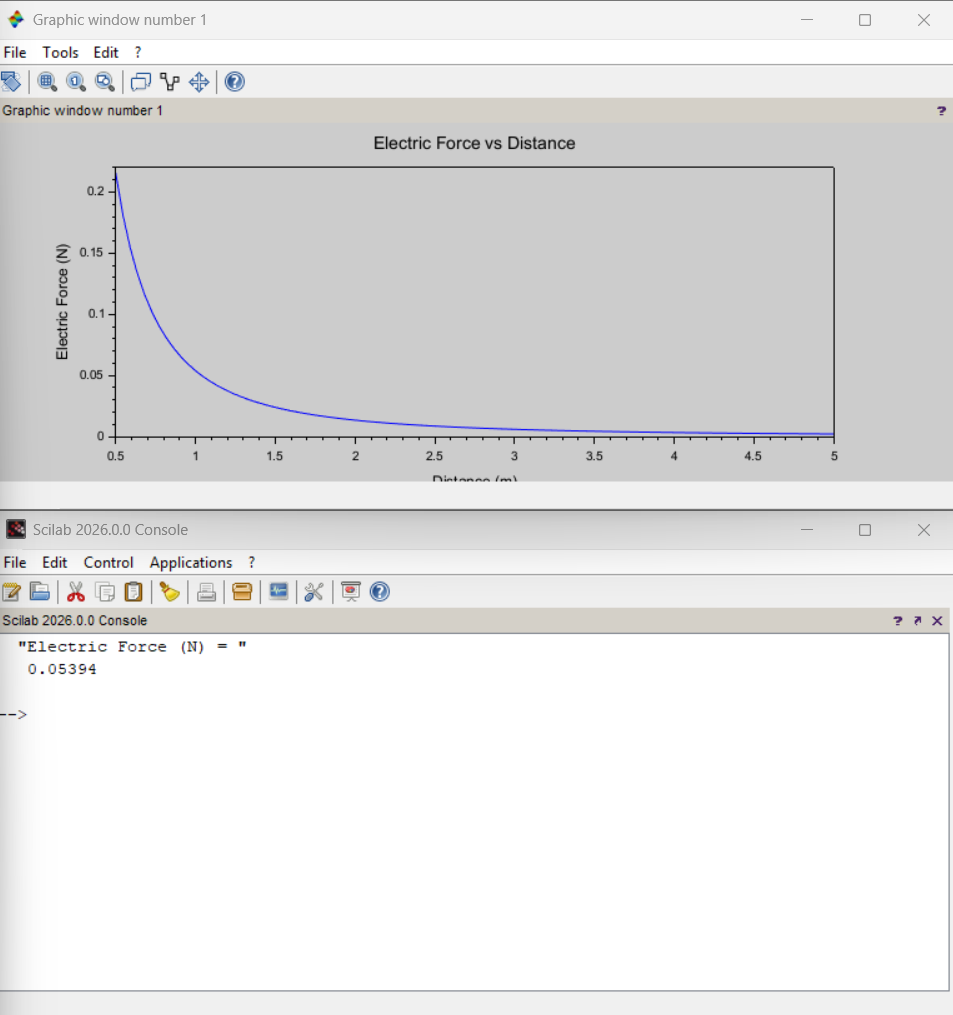 Graphic window number 1
File Tools Edit ?
Graphic window number 1 ?
Electric Force vs Distance
Electric Force (N)
0.2
0.15
0.1
0.05
0
0.5 1 1.5 2 2.5 3 3.5 4 4.5 5
Distance (m)
Scilab 2026.0.0 Console
File Edit Control Applications ?
Scilab 2026.0.0 Console ?
"Electric Force (N) = "
0.05394
-->